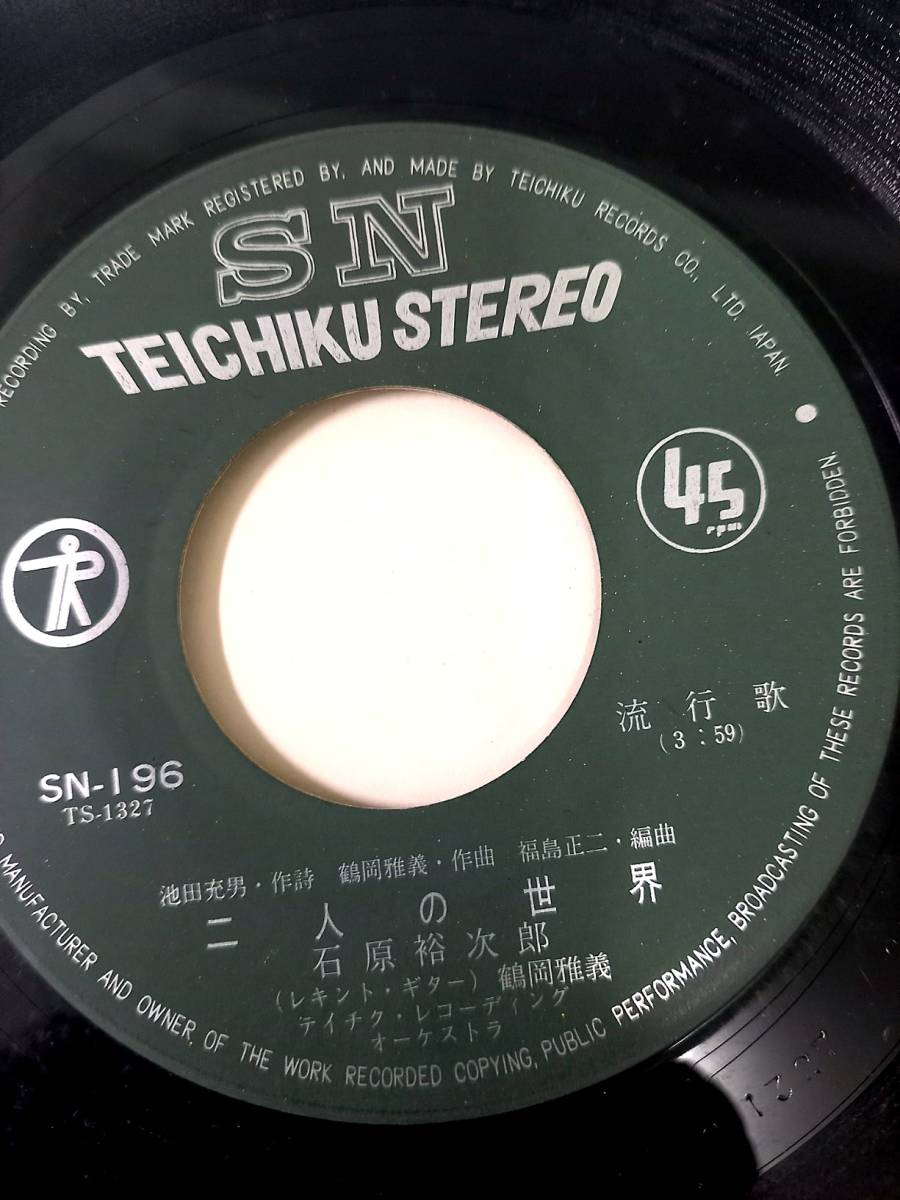 RECORDING BY, TRADE MARK REGISTERED BY, AND MADE BY TEICHIKU RECORDS CO., LTD. JAPAN.
SN
TEICHIKU STEREO
45
rpm
流行歌
(3:59)
SN-196
TS-1327
池田充男・作詩 鶴岡雅義・作曲 福島正二・編曲
二人の世界
石原裕次郎
(レキント・ギター) 鶴岡雅義
テイチク・レコーディング
オーケストラ
MANUFACTURER AND OWNER OF THE WORK RECORDED COPYING, PUBLIC PERFORMANCE, BROADCASTING OF THESE RECORDS ARE FORBIDDEN.